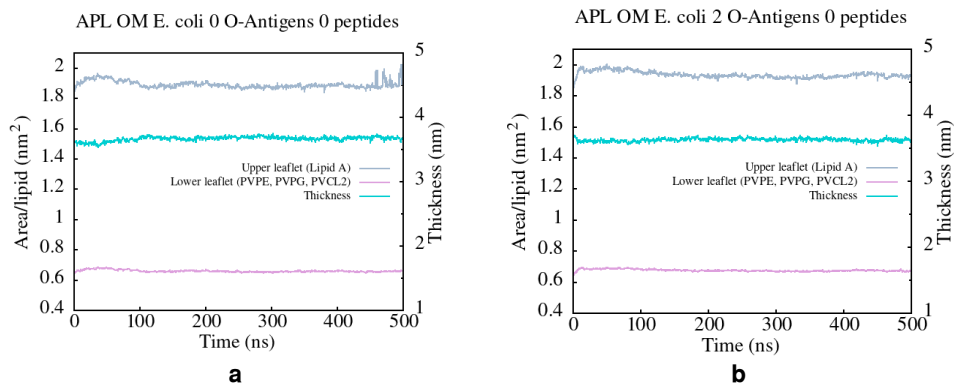 APL OM E. coli 0 O-Antigens 0 peptides
Area/lipid (nm²)
2
1.8
1.6
1.4
1.2
1
0.8
0.6
0.4
Upper leaflet (Lipid A)
Lower leaflet (PVPE, PVPG, PVCL2)
Thickness
5
4
3
2
1
Thickness (nm)
0 100 200 300 400 500
Time (ns)
a
APL OM E. coli 2 O-Antigens 0 peptides
Area/lipid (nm²)
2
1.8
1.6
1.4
1.2
1
0.8
0.6
0.4
Upper leaflet (Lipid A)
Lower leaflet (PVPE, PVPG, PVCL2)
Thickness
5
4
3
2
1
Thickness (nm)
0 100 200 300 400 500
Time (ns)
b